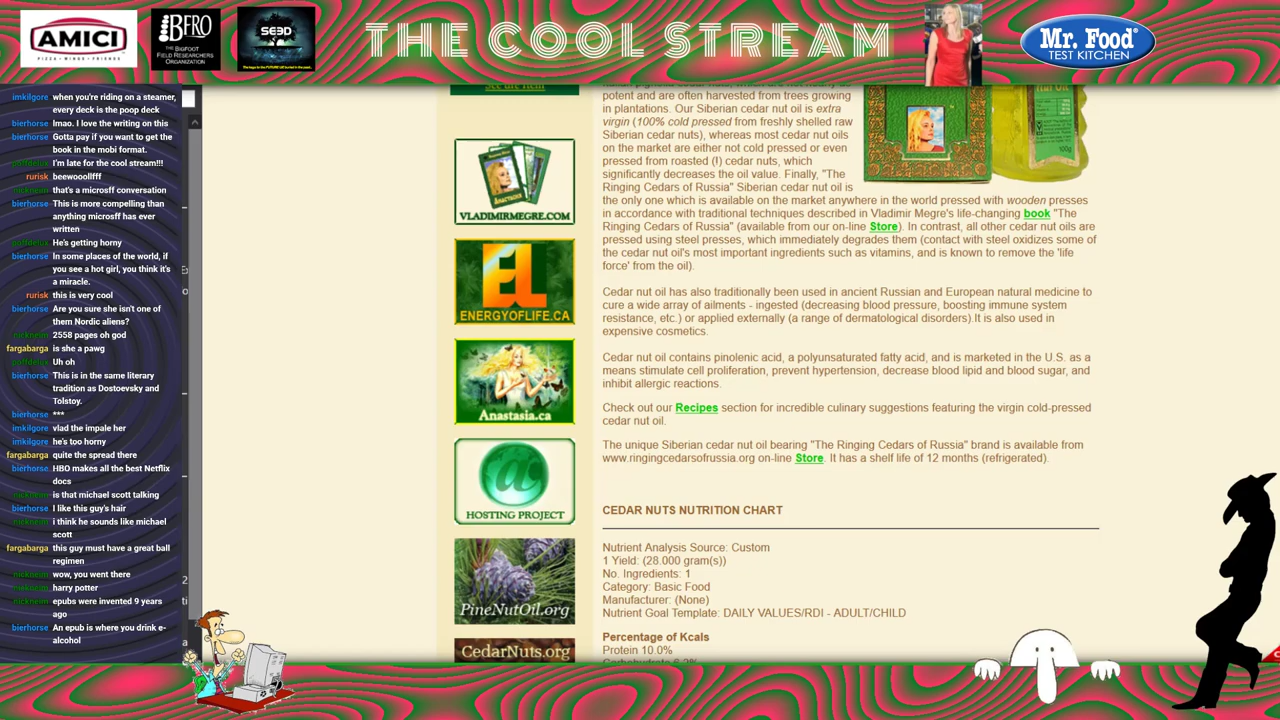 AMICI
PIZZA • WINGS • FRIENDS
BFRO
THE BIGFOOT
FIELD RESEARCHERS
ORGANIZATION
SEED
THE COOL STREAM
Mr. Food
TEST KITCHEN
imkilgore when you're riding on a steamer,
every deck is the poop deck
bierhorse lmao. I love the writing on this
bierhorse Gotta pay if you want to get the
book in the mobi format.
I'm late for the cool stream!!!
rurisk beewooollfff
nicknein that's a microsff conversation
bierhorse This is more compelling than
anything microsff has ever
written
He's getting horny
bierhorse In some places of the world, if
you see a hot girl, you think it's
a miracle.
rurisk this is very cool
bierhorse Are you sure she isn't one of
them Nordic aliens?
nicknein 2558 pages oh god
fargabarga is she a pawg
Uh oh
bierhorse This is in the same literary
tradition as Dostoevsky and
Tolstoy.
bierhorse ***
imkilgore vlad the impale her
imkilgore he's too horny
fargabarga quite the spread there
bierhorse HBO makes all the best Netflix
docs
nicknein is that michael scott talking
bierhorse I like this guy's hair
nicknein i think he sounds like michael
scott
fargabarga this guy must have a great ball
regimen
nicknein wow, you went there
nicknein harry potter
nicknein epubs were invented 9 years
ago
bierhorse An epub is where you drink e-
alcohol
See the item
Anastasia
VLADIMIRMEGRE.COM
EL
ENERGYOFLIFE.CA
Anastasia.ca
@
HOSTING PROJECT
PineNutOil.org
CedarNuts.org
potent and are often harvested from trees growing
in plantations. Our Siberian cedar nut oil is extra
virgin (100% cold pressed from freshly shelled raw
Siberian cedar nuts), whereas most cedar nut oils
on the market are either not cold pressed or even
pressed from roasted (!) cedar nuts, which
significantly decreases the oil value. Finally, "The
Ringing Cedars of Russia" Siberian cedar nut oil is
the only one which is available on the market anywhere in the world pressed with wooden presses
in accordance with traditional techniques described in Vladimir Megre's life-changing book "The
Ringing Cedars of Russia" (available from our on-line Store). In contrast, all other cedar nut oils are
pressed using steel presses, which immediately degrades them (contact with steel oxidizes some of
the cedar nut oil's most important ingredients such as vitamins, and is known to remove the 'life
force' from the oil).
Cedar nut oil has also traditionally been used in ancient Russian and European natural medicine to
cure a wide array of ailments - ingested (decreasing blood pressure, boosting immune system
resistance, etc.) or applied externally (a range of dermatological disorders).It is also used in
expensive cosmetics.
Cedar nut oil contains pinolenic acid, a polyunsaturated fatty acid, and is marketed in the U.S. as a
means stimulate cell proliferation, prevent hypertension, decrease blood lipid and blood sugar, and
inhibit allergic reactions.
Check out our Recipes section for incredible culinary suggestions featuring the virgin cold-pressed
cedar nut oil.
The unique Siberian cedar nut oil bearing "The Ringing Cedars of Russia" brand is available from
www.ringingcedarsofrussia.org on-line Store. It has a shelf life of 12 months (refrigerated).
CEDAR NUTS NUTRITION CHART
Nutrient Analysis Source: Custom
1 Yield: (28.000 gram(s))
No. Ingredients: 1
Category: Basic Food
Manufacturer: (None)
Nutrient Goal Template: DAILY VALUES/RDI - ADULT/CHILD
Percentage of Kcals
Protein 10.0%
Nut Oil
100g